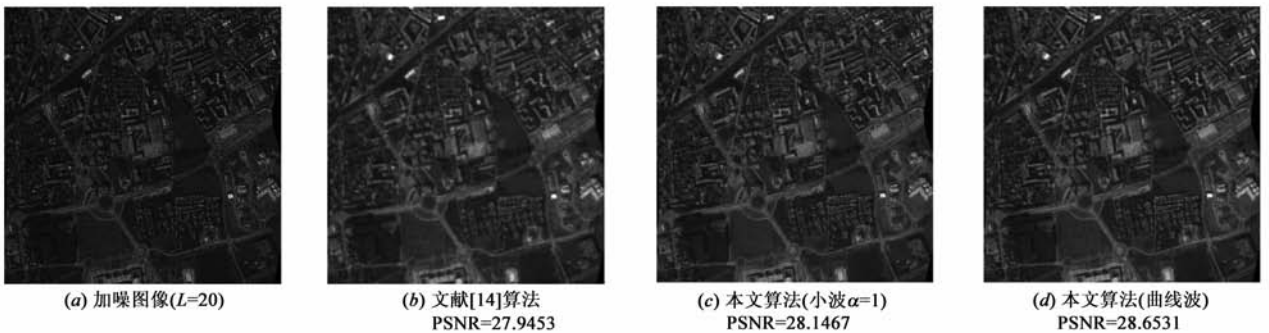 (a) 加噪图像(L=20)
(b) 文献[14]算法
PSNR=27.9453
(c) 本文算法(小波α=1)
PSNR=28.1467
(d) 本文算法(曲线波)
PSNR=28.6531